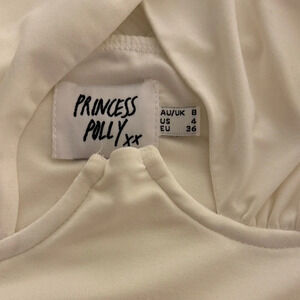 PRINCESS
POLLY xx
AU/UK 8
US 4
EU 36